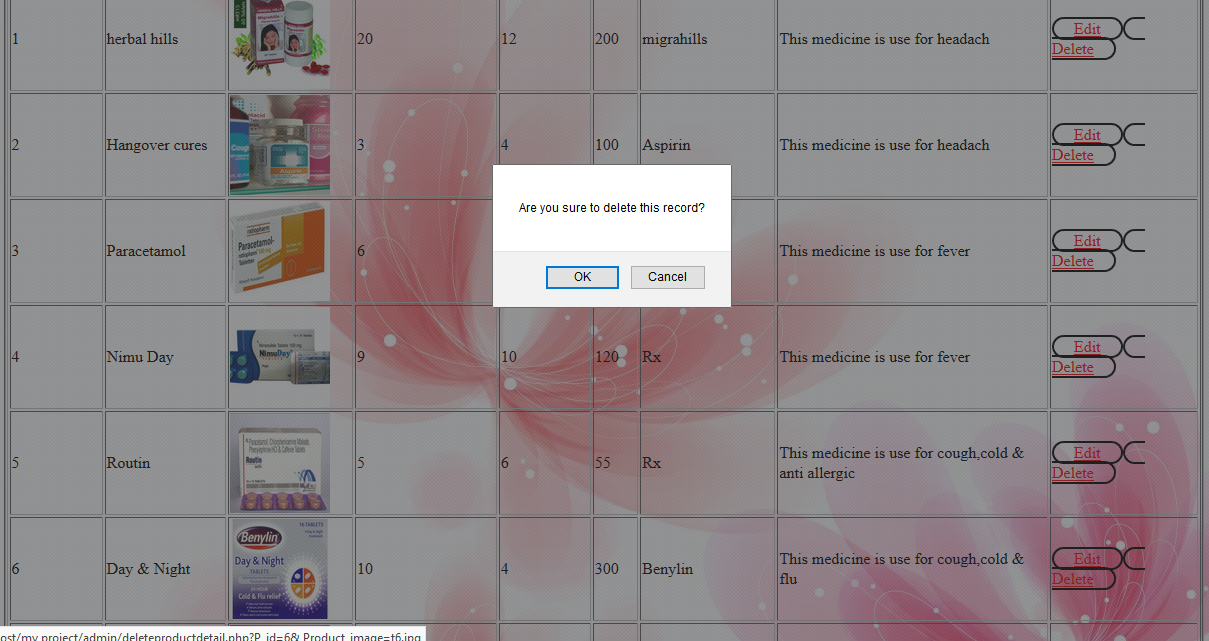 1 herbal hills 20 12 200 migrahills This medicine is use for headach Edit
Delete
2 Hangover cures 3 4 100 Aspirin This medicine is use for headach Edit
Delete
Aspirin
Are you sure to delete this record?
OK Cancel
3 Paracetamol 6 This medicine is use for fever Edit
Delete
ratiopharm
Paracetamol-
4 Nimu Day 9 10 120 Rx This medicine is use for fever Edit
Delete
NimuDay
5 Routin 5 6 55 Rx This medicine is use for cough,cold &
anti allergic
Edit
Delete
Routin
6 Day & Night 10 4 300 Benylin This medicine is use for cough,cold &
flu
Edit
Delete
16 TABLETS
Benylin
Day & Night
TABLETS
Cold & Flu relief
ost/my project/admin/deleteproductdetail.php?P_id=6& Product_image=t6.jpg